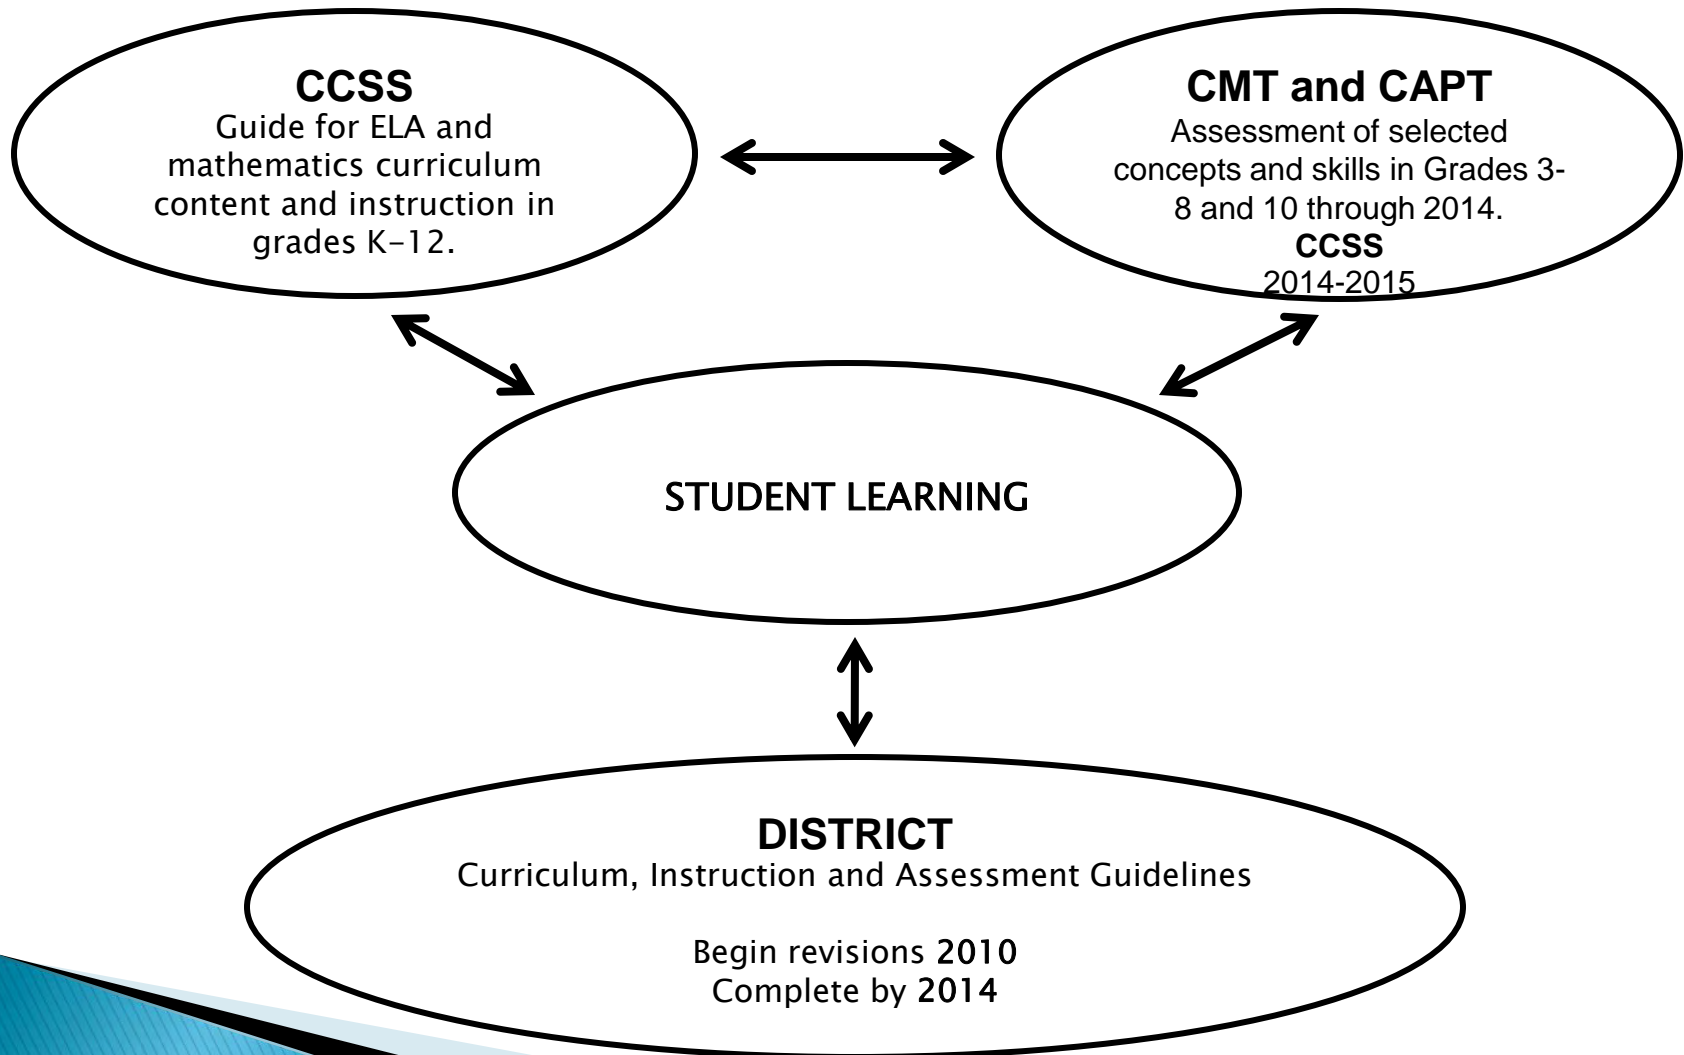 CCSS
Guide for ELA and
mathematics curriculum
content and instruction in
grades K–12.
CMT and CAPT
Assessment of selected
concepts and skills in Grades 3-
8 and 10 through 2014.
CCSS
2014-2015
STUDENT LEARNING
DISTRICT
Curriculum, Instruction and Assessment Guidelines
Begin revisions 2010
Complete by 2014